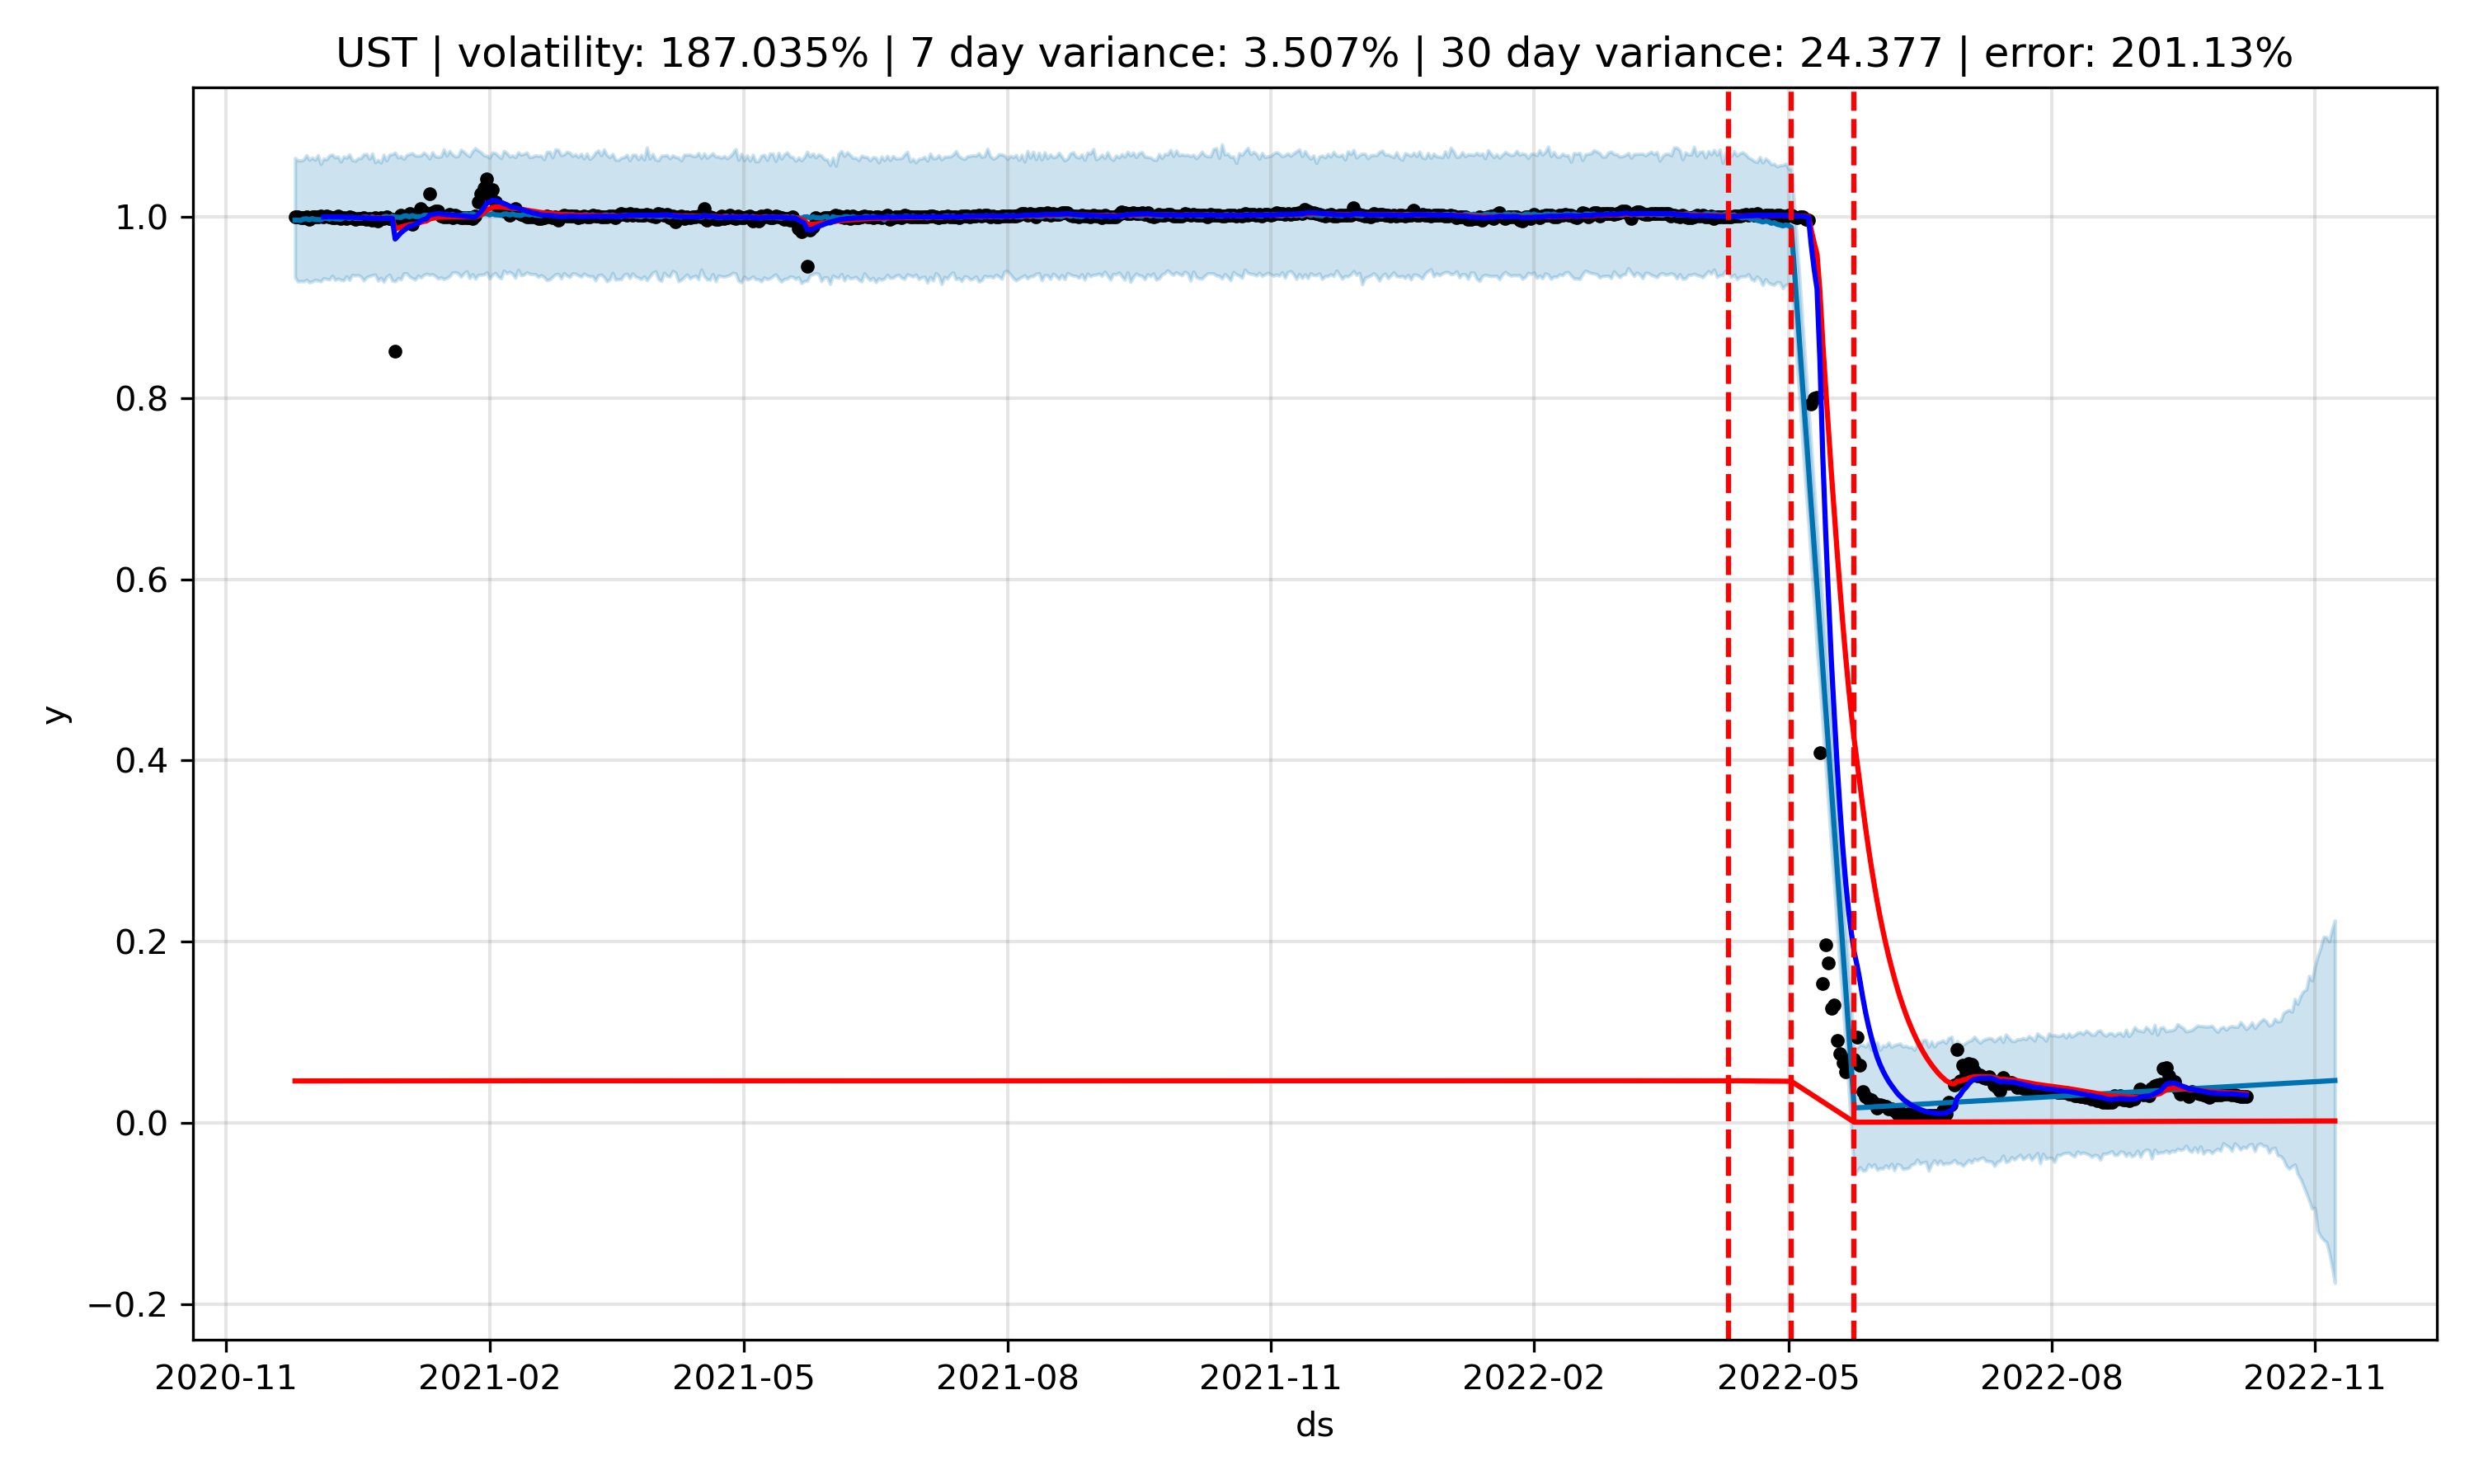 UST | volatility: 187.035% | 7 day variance: 3.507% | 30 day variance: 24.377 | error: 201.13%
y
1.0
0.8
0.6
0.4
0.2
0.0
−0.2
2020-11 2021-02 2021-05 2021-08 2021-11 2022-02 2022-05 2022-08 2022-11
ds